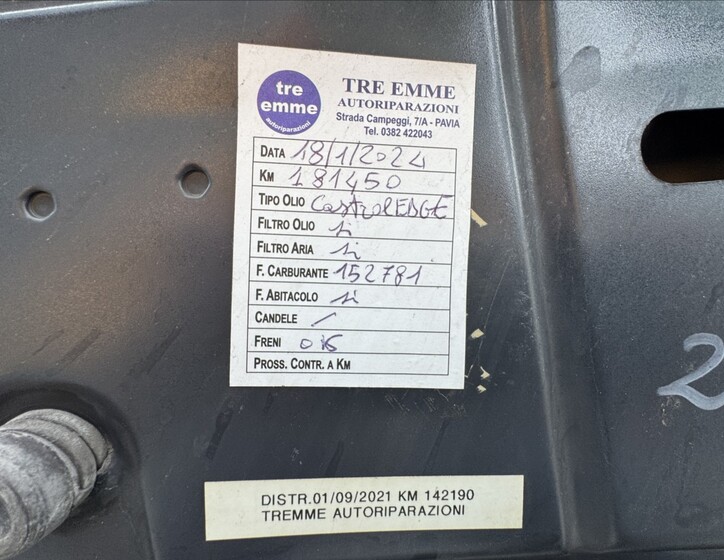 tre
emme
autoriparazioni
TRE EMME
AUTORIPARAZIONI
Strada Campeggi, 7/A - PAVIA
Tel. 0382 422043
DATA 18/1/2024
KM 181450
TIPO OLIO Castrol EDGE
FILTRO OLIO si
FILTRO ARIA si
F. CARBURANTE 152781
F. ABITACOLO si
CANDELE /
FRENI OK
PROSS. CONTR. A KM
2
DISTR.01/09/2021 KM 142190
TREMME AUTORIPARAZIONI